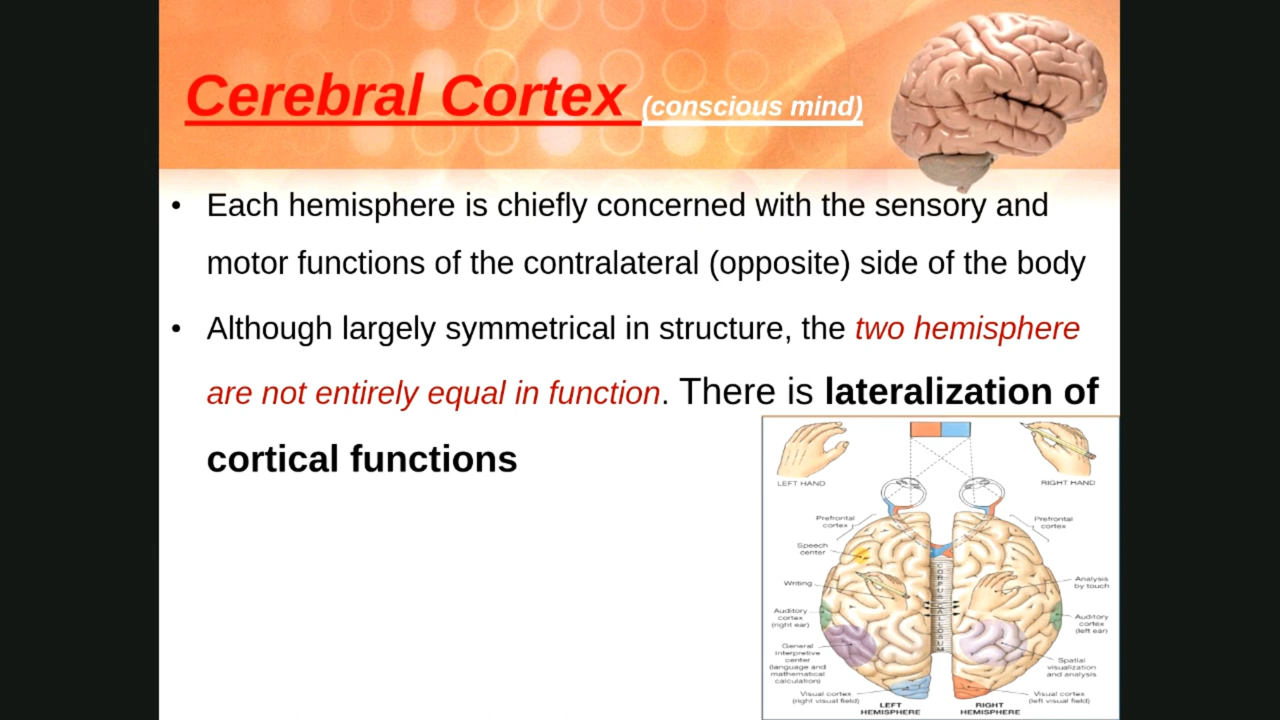 Cerebral Cortex (conscious mind)
• Each hemisphere is chiefly concerned with the sensory and
motor functions of the contralateral (opposite) side of the body
• Although largely symmetrical in structure, the two hemisphere
are not entirely equal in function. There is lateralization of
cortical functions
LEFT HAND
RIGHT HAND
Prefrontal
cortex
Prefrontal
cortex
Speech
center
Writing
Analysis
by touch
Auditory
cortex
(right ear)
Auditory
cortex
(left ear)
CORPUS CALLOSUM
General
interpretive
center
(language and
mathematical
calculation)
Spatial
visualization
and analysis
Visual cortex
(right visual field)
Visual cortex
(left visual field)
LEFT
HEMISPHERE
RIGHT
HEMISPHERE